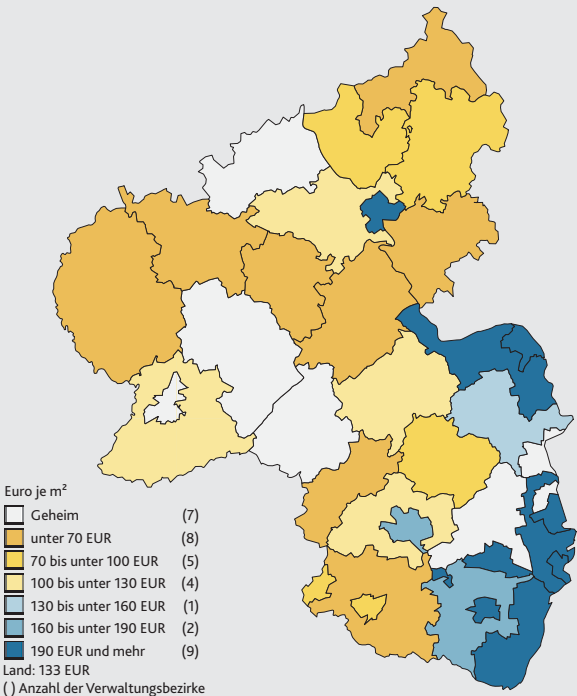 Euro je m²
Geheim (7)
unter 70 EUR (8)
70 bis unter 100 EUR (5)
100 bis unter 130 EUR (4)
130 bis unter 160 EUR (1)
160 bis unter 190 EUR (2)
190 EUR und mehr (9)
Land: 133 EUR
( ) Anzahl der Verwaltungsbezirke